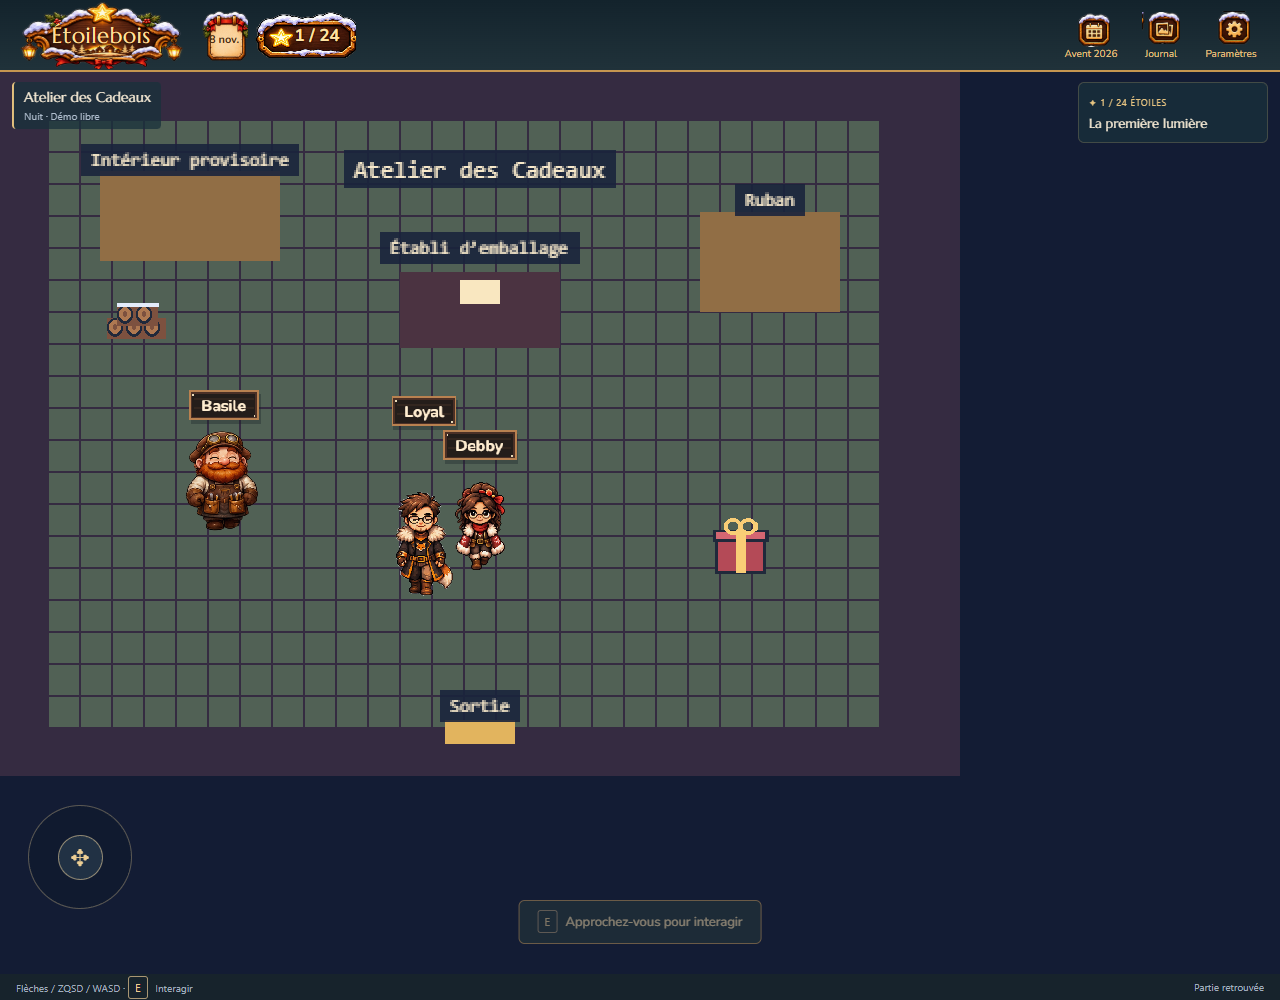 Étoilebois
8 nov.
1 / 24
Avent 2026
Journal
Paramètres
Atelier des Cadeaux
Nuit · Démo libre
✦ 1 / 24 ÉTOILES
La première lumière
Intérieur provisoire
Atelier des Cadeaux
Ruban
Établi d'emballage
Basile
Loyal
Debby
Sortie
E Approchez-vous pour interagir
Flèches / ZQSD / WASD · E Interagir
Partie retrouvée